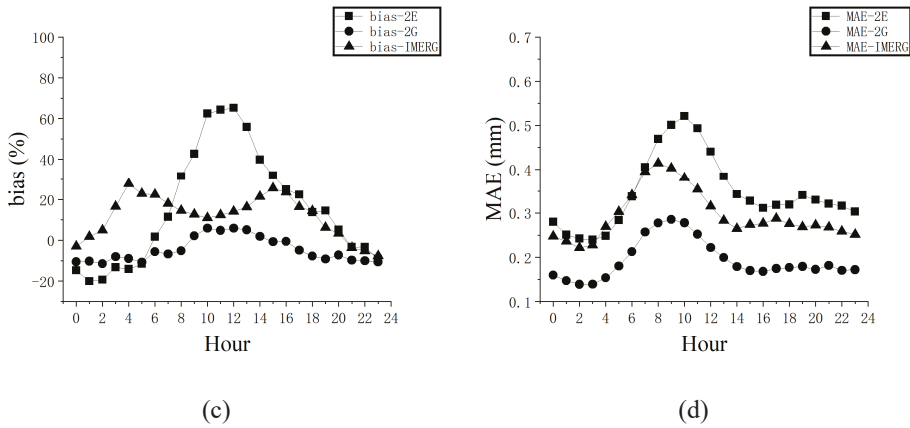 bias-2E
bias-2G
bias-IMERG
100
80
60
40
20
0
-20
bias (%)
0 2 4 6 8 10 12 14 16 18 20 22 24
Hour
(c)
MAE-2E
MAE-2G
MAE-IMERG
0.7
0.6
0.5
0.4
0.3
0.2
0.1
MAE (mm)
0 2 4 6 8 10 12 14 16 18 20 22 24
Hour
(d)